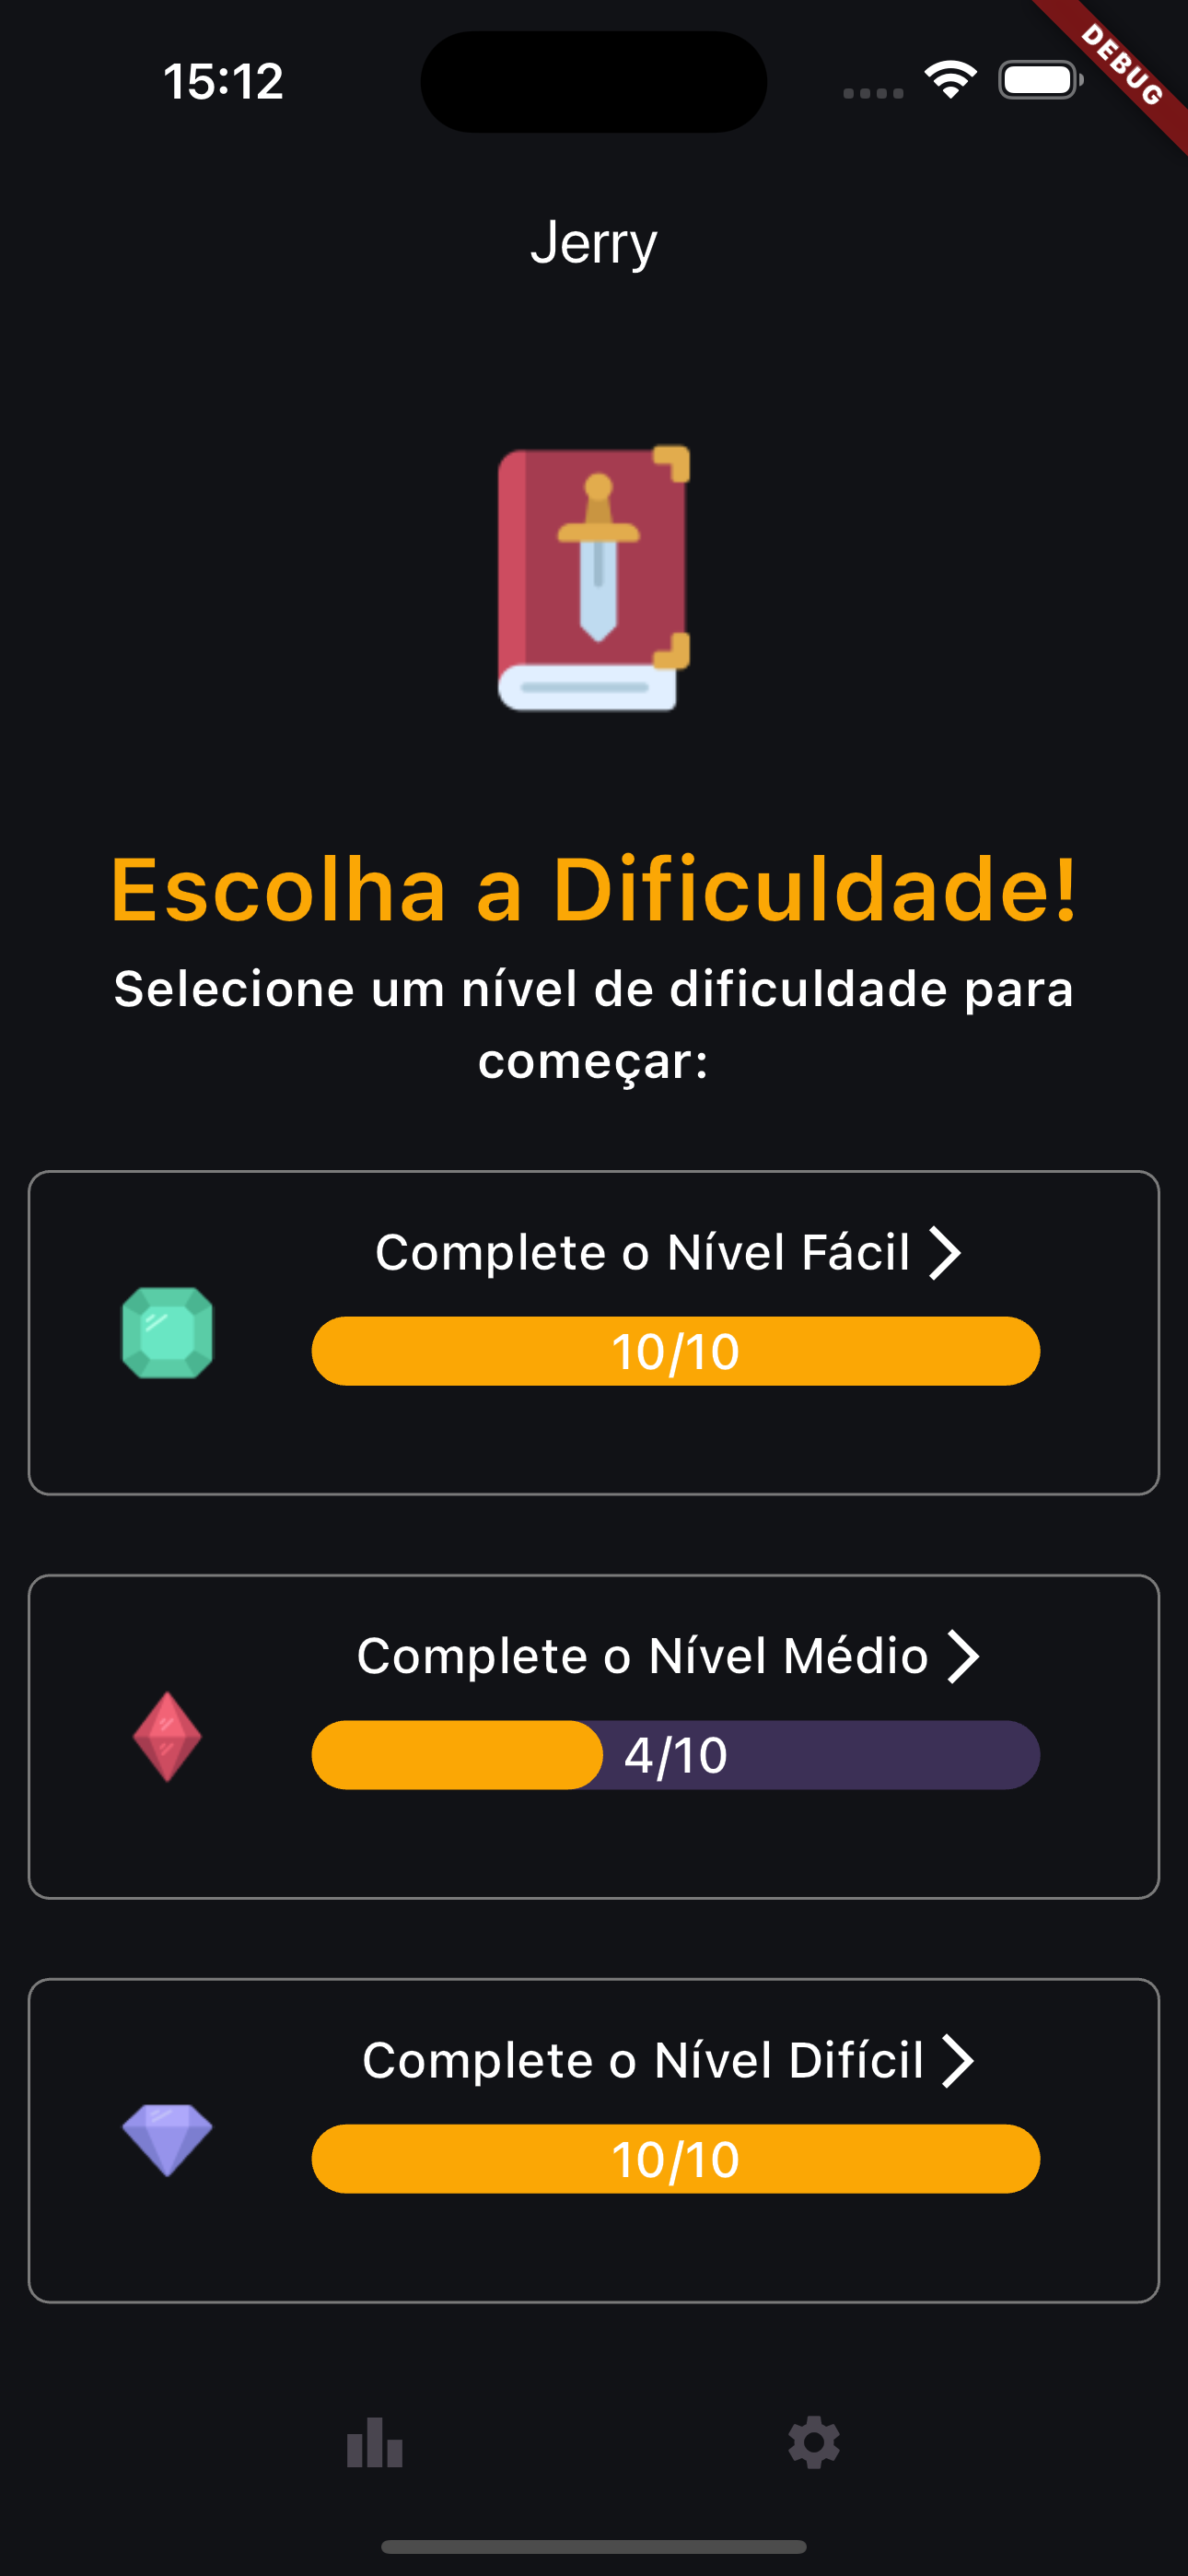 15:12
DEBUG
Jerry
Escolha a Dificuldade!
Selecione um nível de dificuldade para
começar:
Complete o Nível Fácil
10/10
Complete o Nível Médio
4/10
Complete o Nível Difícil
10/10